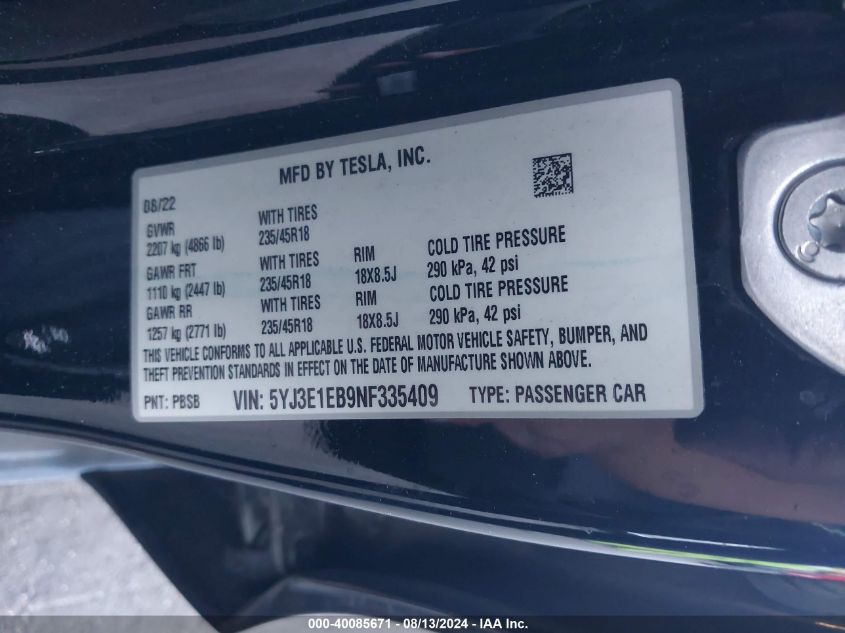 MFD BY TESLA, INC.
08/22
GVWR
2207 kg (4866 lb)
WITH TIRES
235/45R18
GAWR FRT
1110 kg (2447 lb)
WITH TIRES
235/45R18
RIM
18X8.5J
COLD TIRE PRESSURE
290 kPa, 42 psi
GAWR RR
1257 kg (2771 lb)
WITH TIRES
235/45R18
RIM
18X8.5J
COLD TIRE PRESSURE
290 kPa, 42 psi
THIS VEHICLE CONFORMS TO ALL APPLICABLE U.S. FEDERAL MOTOR VEHICLE SAFETY, BUMPER, AND
THEFT PREVENTION STANDARDS IN EFFECT ON THE DATE OF MANUFACTURE SHOWN ABOVE.
PNT: PBSB VIN: 5YJ3E1EB9NF335409 TYPE: PASSENGER CAR
000-40085671 - 08/13/2024 - IAAI.com